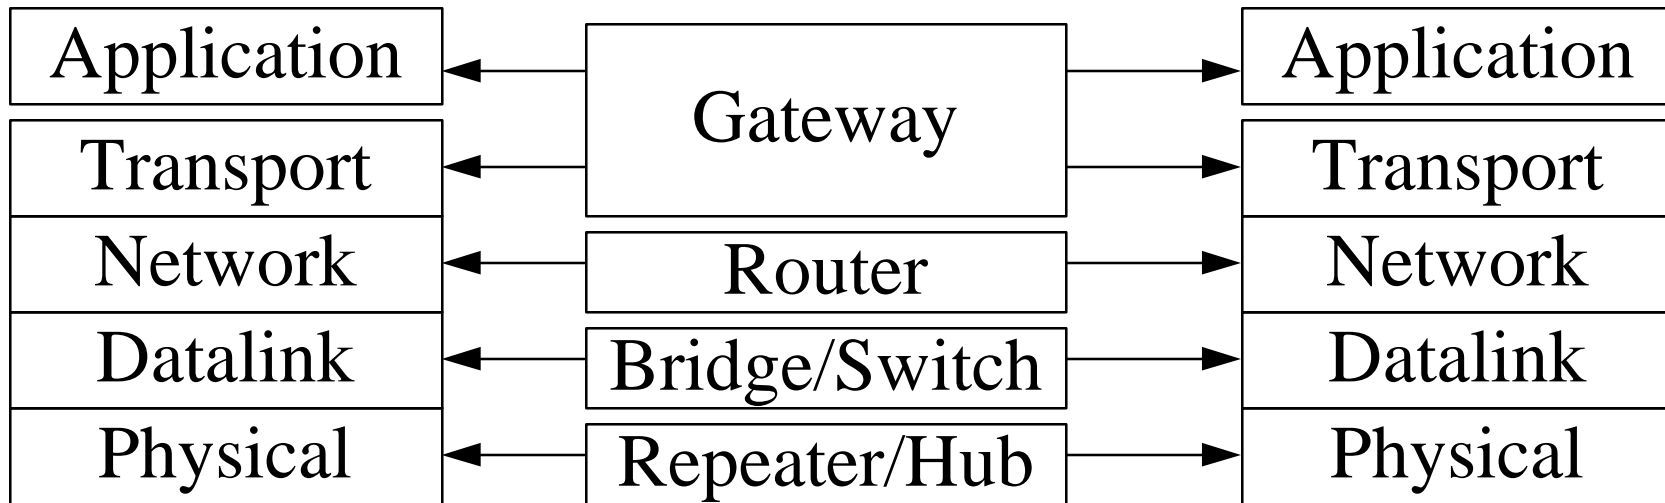 Application
Gateway
Application
Transport
Transport
Network
Router
Network
Datalink
Bridge/Switch
Datalink
Physical
Repeater/Hub
Physical